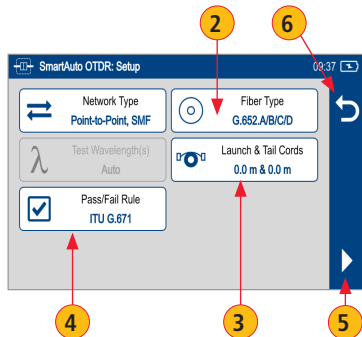 2
6
SmartAuto OTDR: Setup
09:37
Network Type
Point-to-Point, SMF
Fiber Type
G.652.A/B/C/D
λ
Test Wavelength(s)
Auto
Launch & Tail Cords
0.0 m & 0.0 m
Pass/Fail Rule
ITU G.671
4
3
5